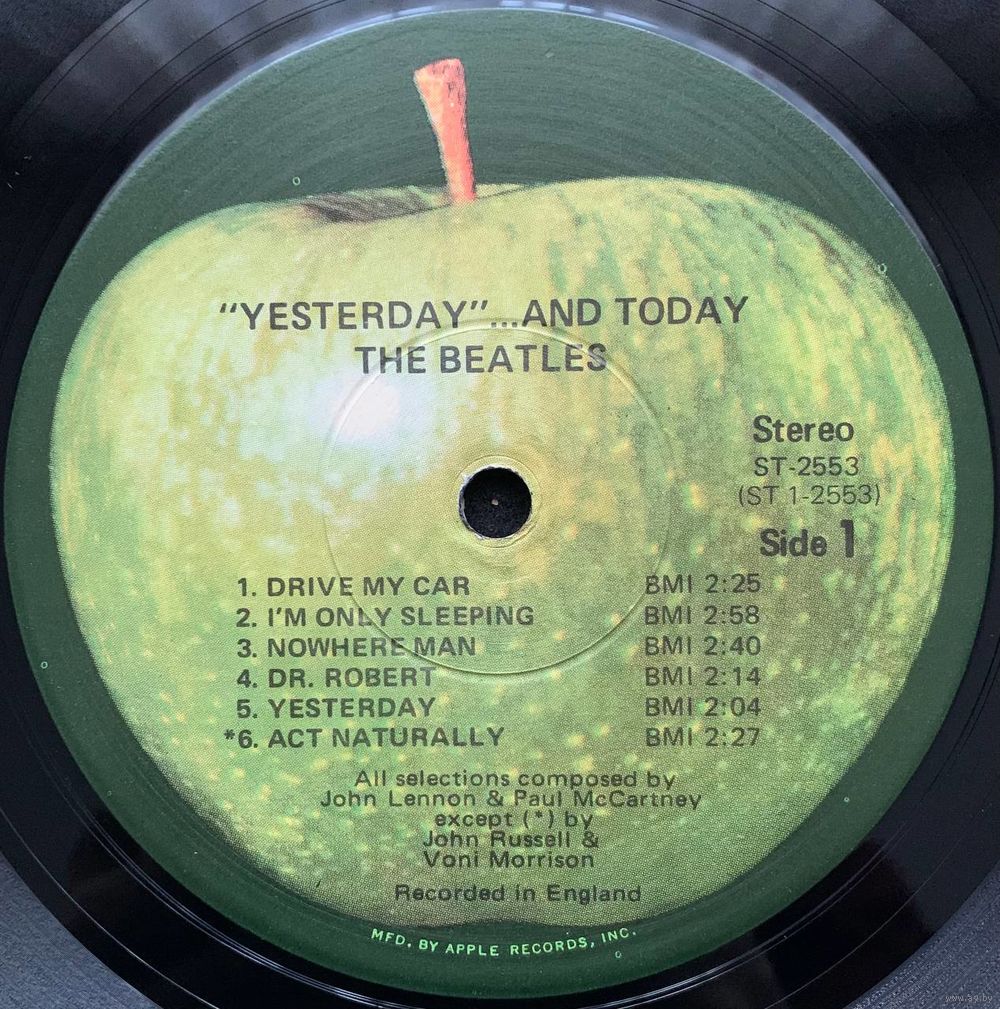 “YESTERDAY”...AND TODAY
THE BEATLES
Stereo
ST-2553
(ST 1-2553)
Side 1
1. DRIVE MY CAR BMI 2:25
2. I'M ONLY SLEEPING BMI 2:58
3. NOWHERE MAN BMI 2:40
4. DR. ROBERT BMI 2:14
5. YESTERDAY BMI 2:04
*6. ACT NATURALLY BMI 2:27
All selections composed by
John Lennon & Paul McCartney
except (*) by
John Russell &
Voni Morrison
Recorded in England
MFD. BY APPLE RECORDS, INC.
www.ay.by